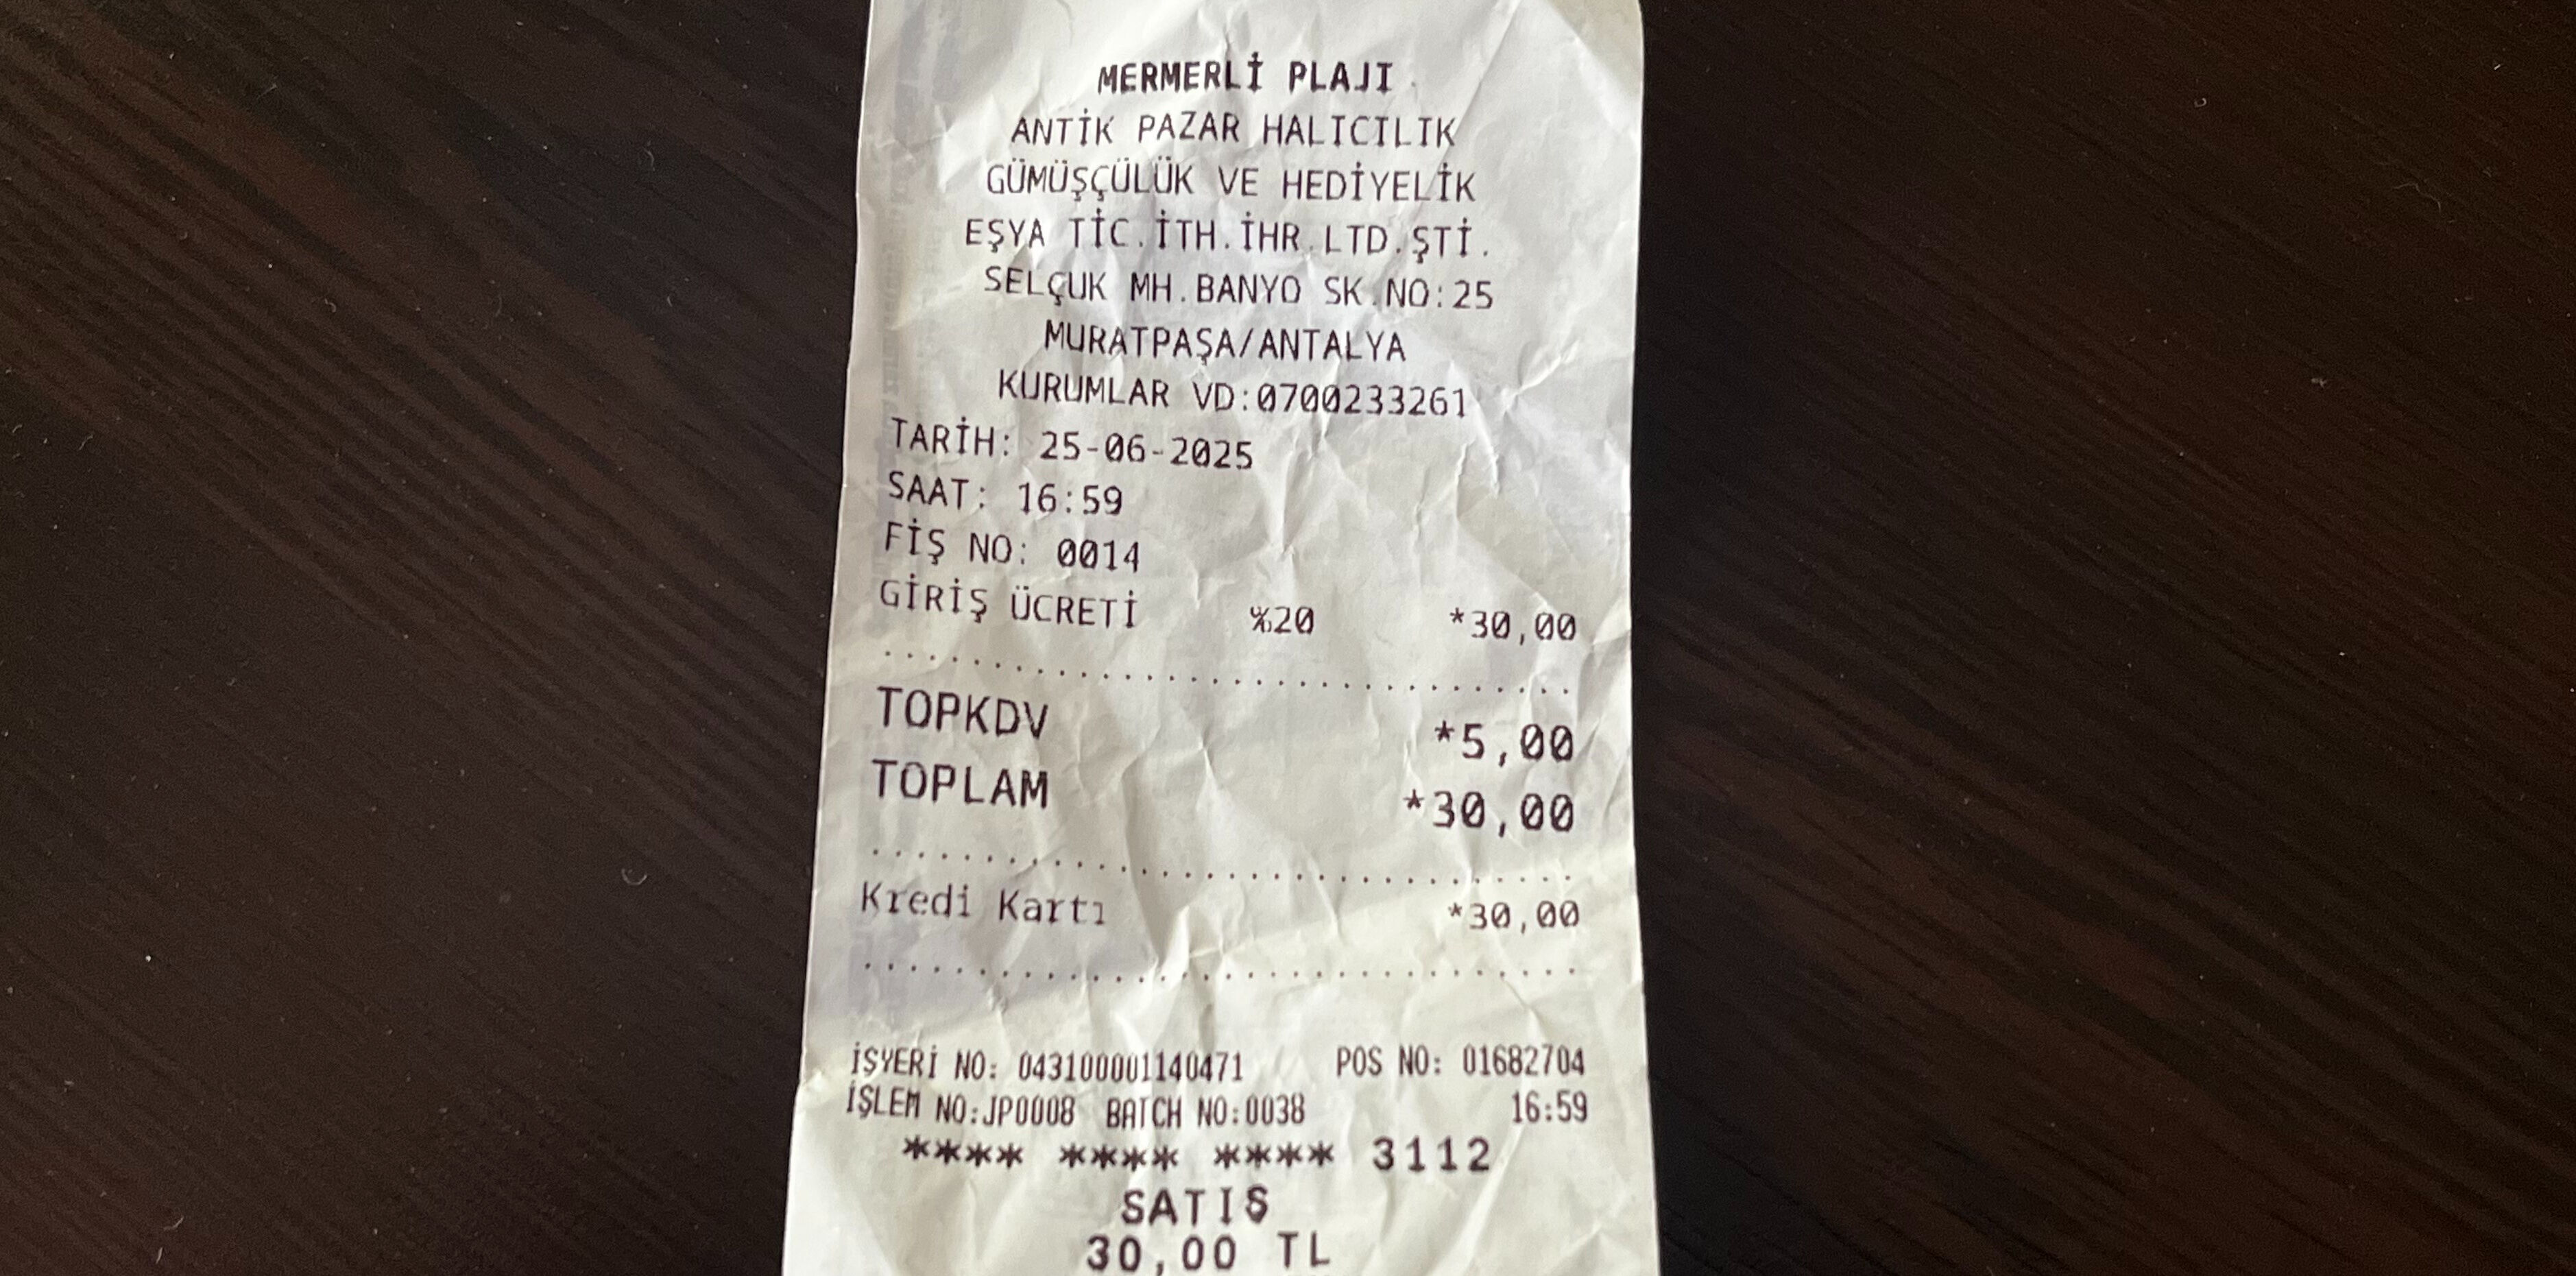 MERMERLİ PLAJI
ANTİK PAZAR HALICILIK
GÜMÜŞÇÜLÜK VE HEDİYELİK
EŞYA TİC.İTH.İHR.LTD.ŞTİ.
SELÇUK MH.BANYO SK.NO:25
MURATPAŞA/ANTALYA
KURUMLAR VD:0700233261
TARİH: 25-06-2025
SAAT: 16:59
FİŞ NO: 0014
GİRİŞ ÜCRETİ %20 *30,00
TOPKDV *5,00
TOPLAM *30,00
Kredi Kartı *30,00
İŞYERİ NO: 043100001140471 POS NO: 01682704
İŞLEM NO:JP0008 BATCH NO:0038 16:59
**** **** **** 3112
SATIŞ
30,00 TL